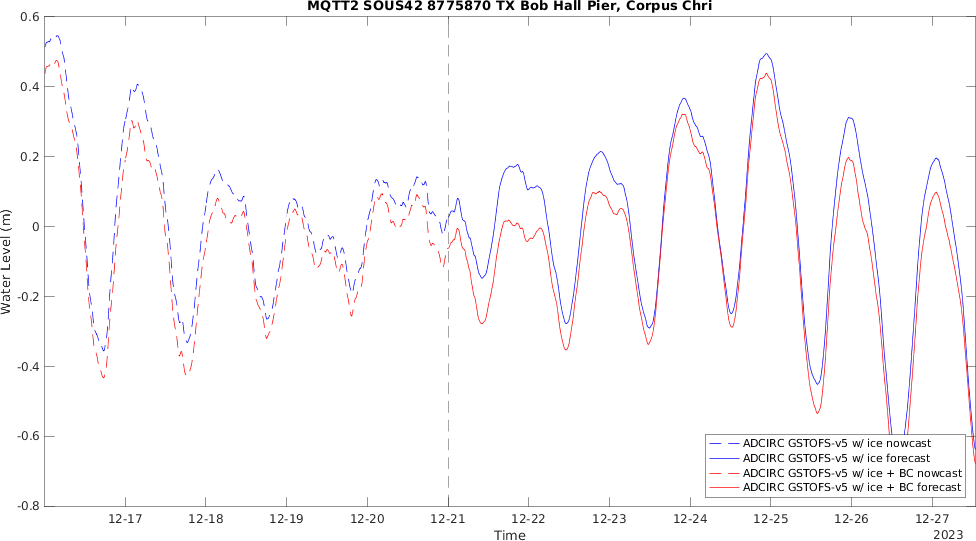 MQTT2 SOUS42 8775870 TX Bob Hall Pier, Corpus Chri
0.6
0.4
0.2
0
-0.2
-0.4
-0.6
-0.8
Water Level (m)
ADCIRC GSTOFS-v5 w/ ice nowcast
ADCIRC GSTOFS-v5 w/ ice forecast
ADCIRC GSTOFS-v5 w/ ice + BC nowcast
ADCIRC GSTOFS-v5 w/ ice + BC forecast
12-17 12-18 12-19 12-20 12-21 12-22 12-23 12-24 12-25 12-26 12-27
Time
2023